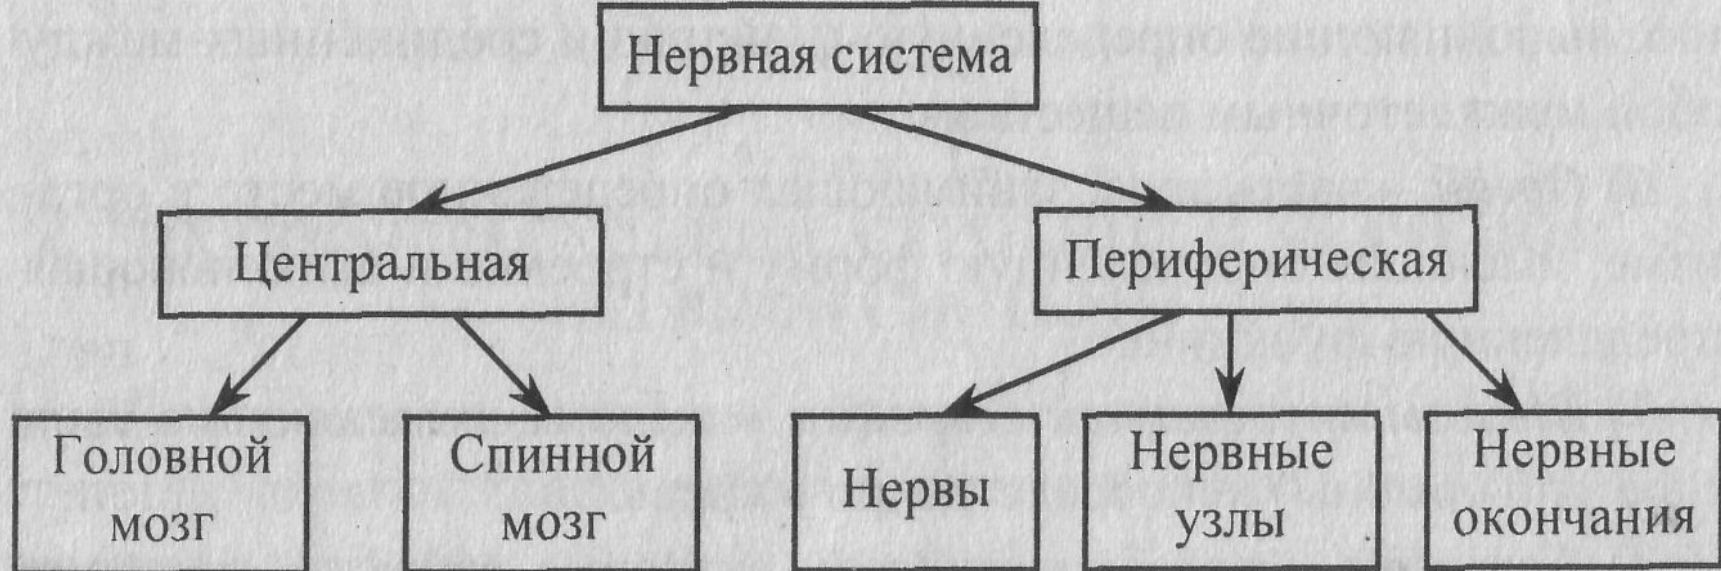 Нервная система
Центральная
Периферическая
Головной
мозг
Спинной
мозг
Нервы
Нервные
узлы
Нервные
окончания